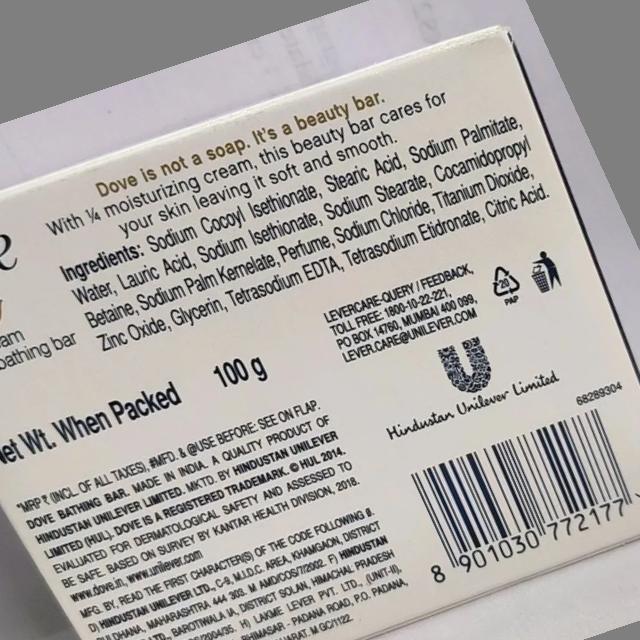 Dove is not a soap. It's a beauty bar.
With ¼ moisturizing cream, this beauty bar cares for
your skin leaving it soft and smooth.
Ingredients: Sodium Cocoyl Isethionate, Stearic Acid, Sodium Palmitate,
Water, Lauric Acid, Sodium Isethionate, Sodium Stearate, Cocamidopropyl
Betaine, Sodium Palm Kernelate, Perfume, Sodium Chloride, Titanium Dioxide,
Zinc Oxide, Glycerin, Tetrasodium EDTA, Tetrasodium Etidronate, Citric Acid.
bathing bar
Wt. When Packed 100 g
LEVERCARE-QUERY / FEEDBACK,
TOLL FREE: 1800-10-22-221,
PO BOX 14760, MUMBAI 400 099,
LEVER.CARE@UNILEVER.COM
PAP
Hindustan Unilever Limited
68289304
*MRP ₹ (INCL. OF ALL TAXES), #MFD. & @USE BEFORE: SEE ON FLAP.
DOVE BATHING BAR. MADE IN INDIA. A QUALITY PRODUCT OF
HINDUSTAN UNILEVER LIMITED. MKTD. BY HINDUSTAN UNILEVER
LIMITED (HUL). DOVE IS A REGISTERED TRADEMARK. © HUL 2014.
EVALUATED FOR DERMATOLOGICAL SAFETY AND ASSESSED TO
BE SAFE. BASED ON SURVEY BY KANTAR HEALTH DIVISION, 2018.
www.dove.in, www.unilever.com
MFG. BY, READ THE FIRST CHARACTER(S) OF THE CODE FOLLOWING #.
D) HINDUSTAN UNILEVER LTD., C-9, M.I.D.C. AREA, KHAMGAON, DISTRICT
MAHARASHTRA 444 303. M AMD/COS/7/2002. F) HINDUSTAN
LTD., BAROTIWALA IA, DISTRICT SOLAN, HIMACHAL PRADESH
H) LAKME LEVER PVT. LTD., (UNIT-II),
BHIMASAR - PADANA ROAD, P.O. PADANA,
8 901030 772177